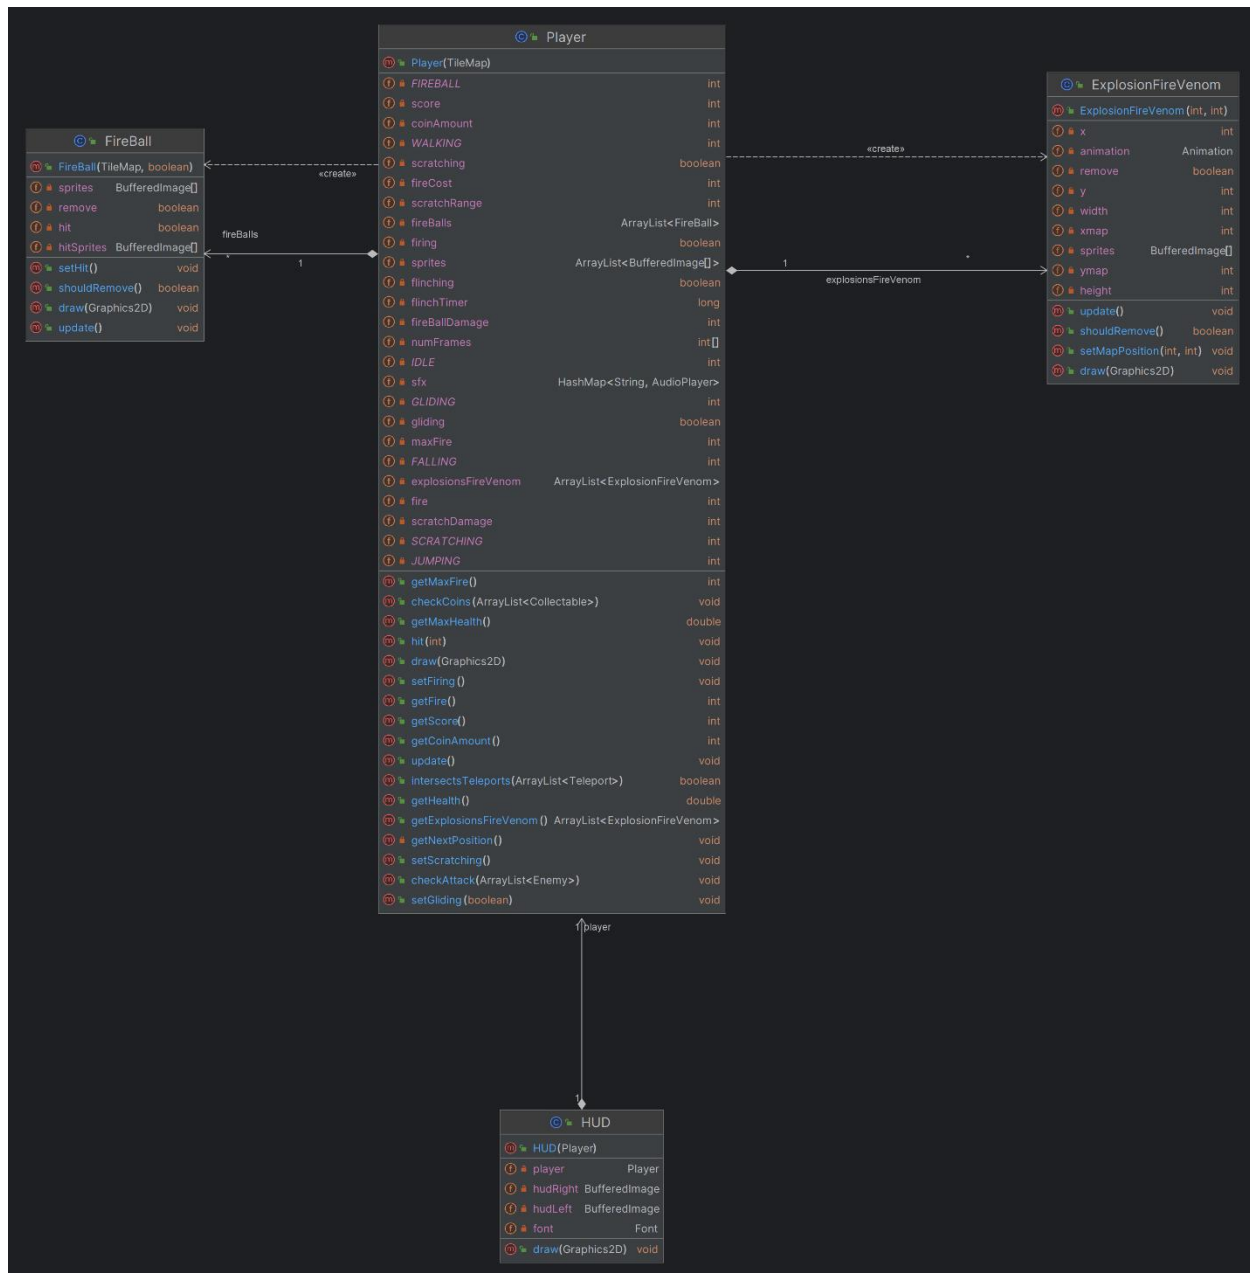 Player
Player(TileMap)
FIREBALL int
score int
coinAmount int
WALKING int
scratching boolean
fireCost int
scratchRange int
fireBalls ArrayList<FireBall>
firing boolean
sprites ArrayList<BufferedImage[]>
flinching boolean
flinchTimer long
fireBallDamage int
numFrames int[]
IDLE int
sfx HashMap<String, AudioPlayer>
GLIDING int
gliding boolean
maxFire int
FALLING int
explosionsFireVenom ArrayList<ExplosionFireVenom>
fire int
scratchDamage int
SCRATCHING int
JUMPING int
getMaxFire() int
checkCoins(ArrayList<Collectable>) void
getMaxHealth() double
hit(int) void
draw(Graphics2D) void
setFiring() void
getFire() int
getScore() int
getCoinAmount() int
update() void
intersectsTeleports(ArrayList<Teleport>) boolean
getHealth() double
getExplosionsFireVenom() ArrayList<ExplosionFireVenom>
getNextPosition() void
setScratching() void
checkAttack(ArrayList<Enemy>) void
setGliding(boolean) void
FireBall
FireBall(TileMap, boolean)
sprites BufferedImage[]
remove boolean
hit boolean
hitSprites BufferedImage[]
setHit() void
shouldRemove() boolean
draw(Graphics2D) void
update() void
«create»
fireBalls
* 1
«create»
1 *
explosionsFireVenom
ExplosionFireVenom
ExplosionFireVenom(int, int)
x int
animation Animation
remove boolean
y int
width int
xmap int
sprites BufferedImage[]
ymap int
height int
update() void
shouldRemove() boolean
setMapPosition(int, int) void
draw(Graphics2D) void
1 player
1
HUD
HUD(Player)
player Player
hudRight BufferedImage
hudLeft BufferedImage
font Font
draw(Graphics2D) void